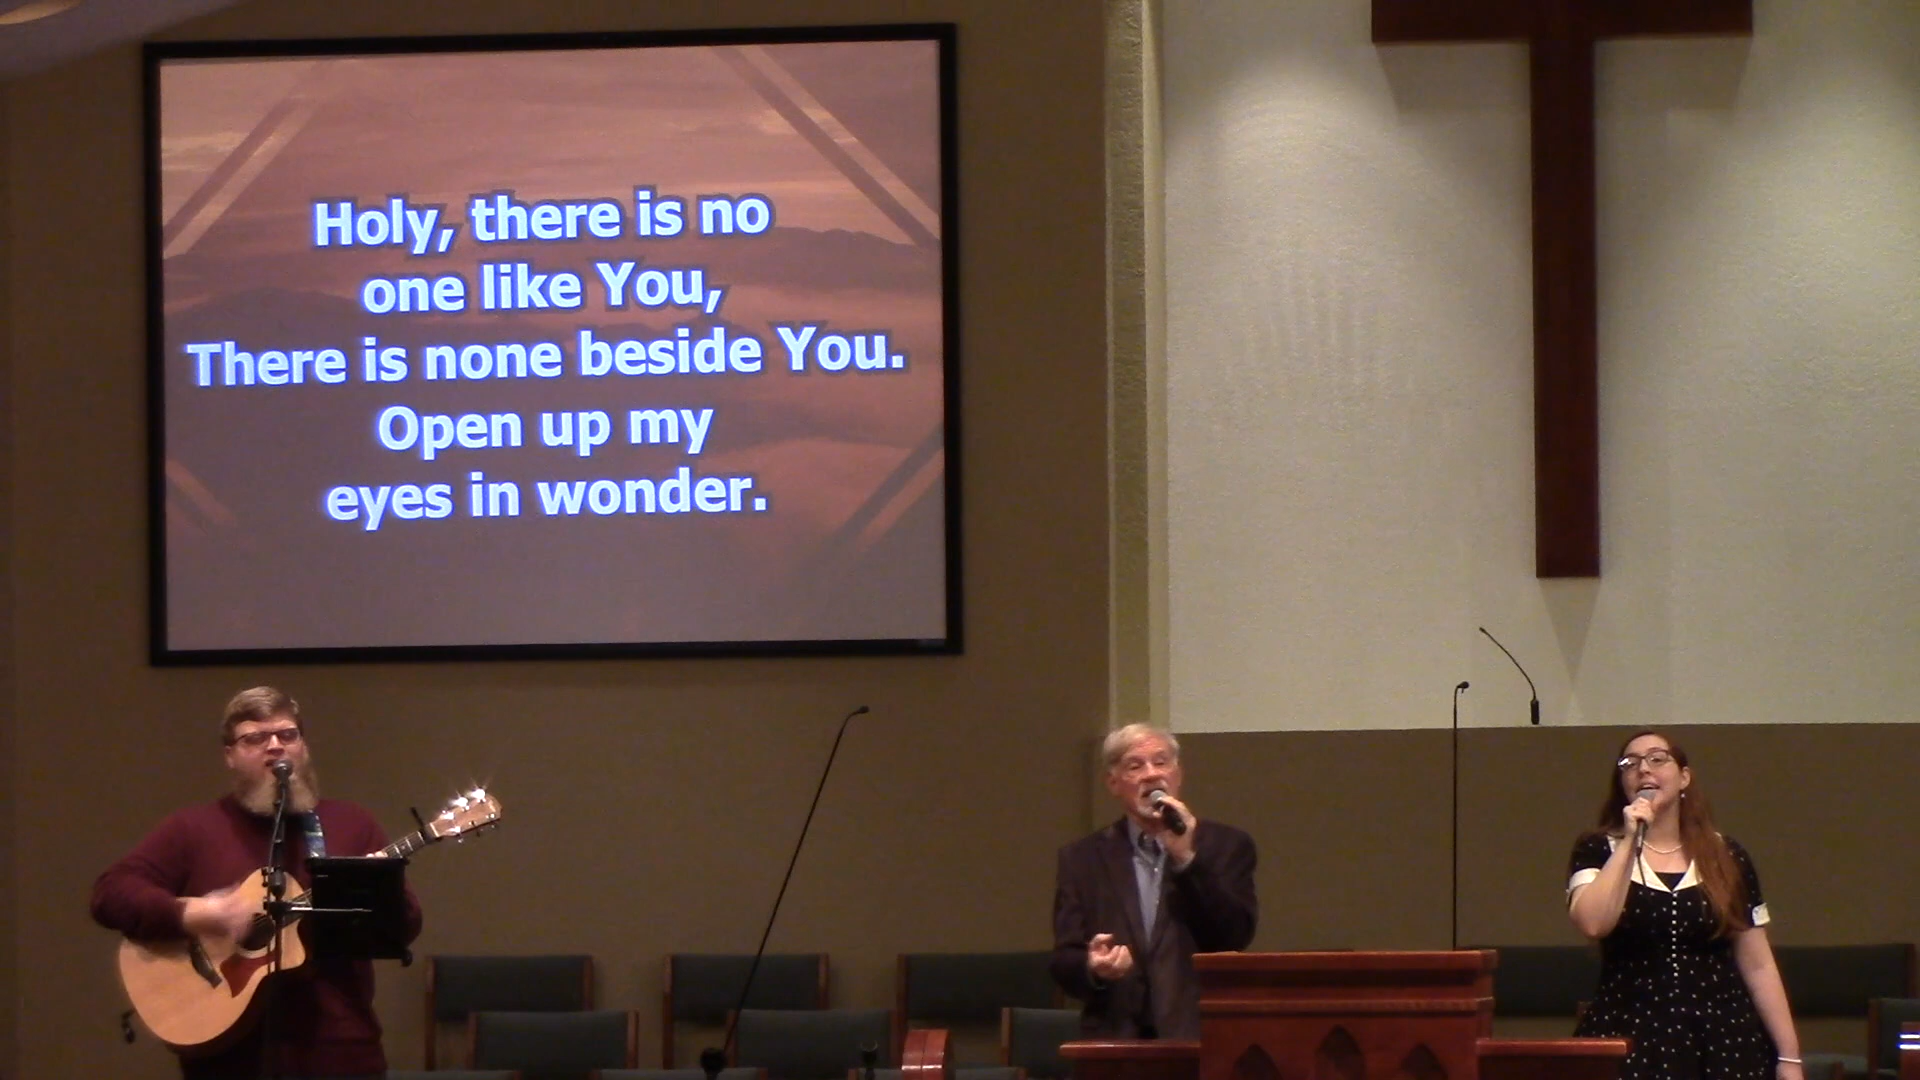 Holy, there is no
one like You,
There is none beside You.
Open up my
eyes in wonder.